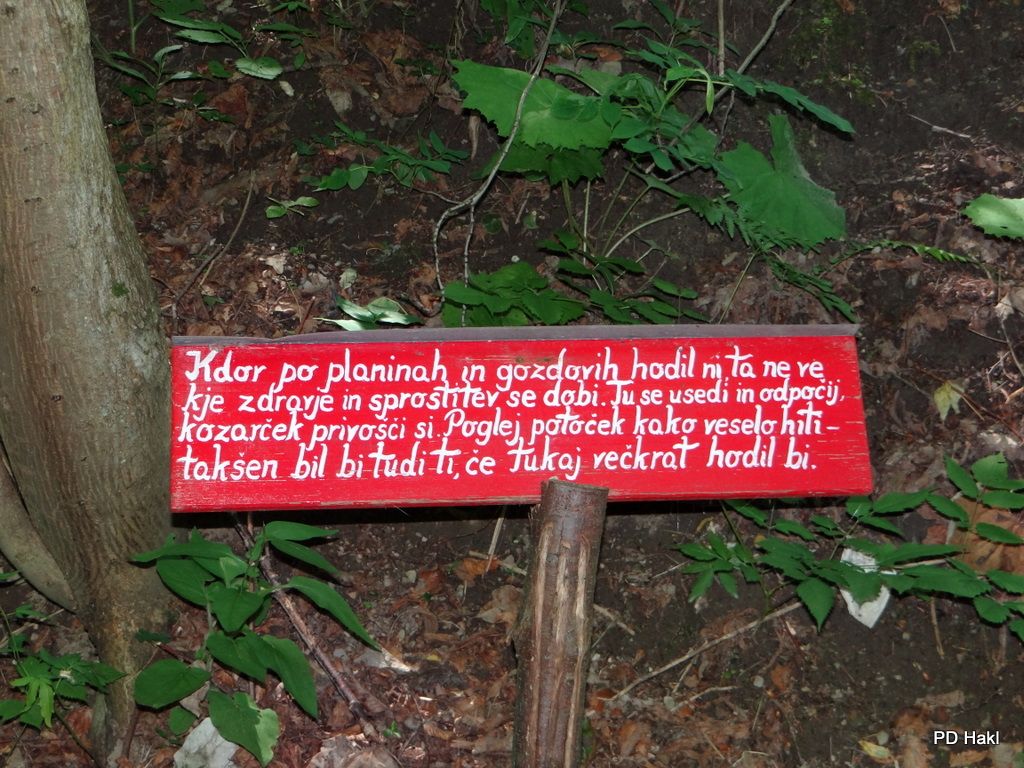 Kdor po planinah in gozdovih hodil ni ta ne ve
kje zdravje in sprostitev se dobi. Tu se usedi in odpočij,
kozarček privošči si. Poglej potoček kako veselo hiti -
takšen bil bi tudi ti, če tukaj večkrat hodil bi.
PD Hakl